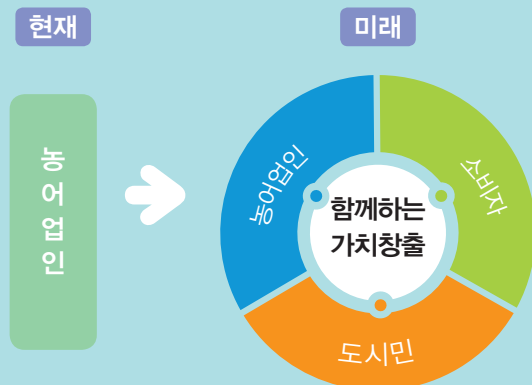 현재
미래
농어업인
농어업인
소비자
함께하는
가치창출
도시민